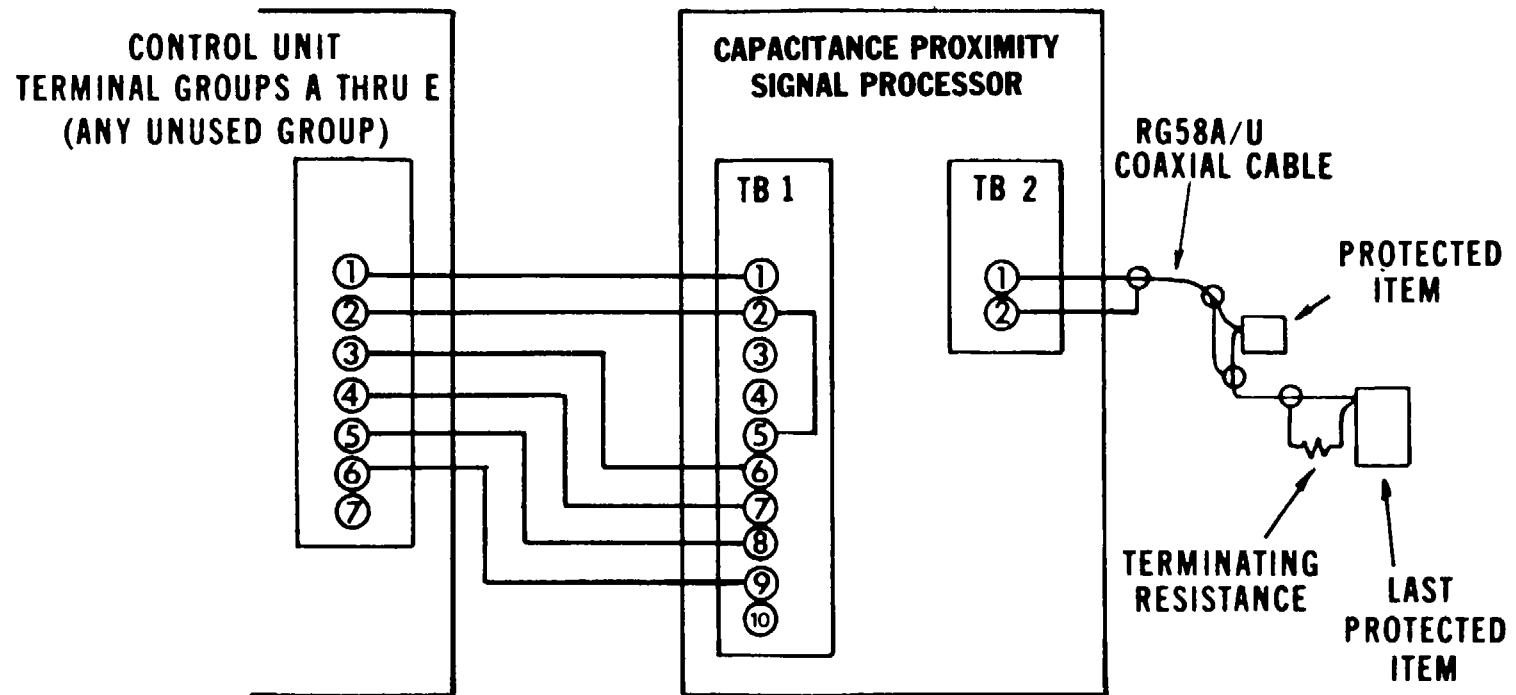 CONTROL UNIT
TERMINAL GROUPS A THRU E
(ANY UNUSED GROUP)
1
2
3
4
5
6
7
CAPACITANCE PROXIMITY
SIGNAL PROCESSOR
TB 1
1
2
3
4
5
6
7
8
9
10
TB 2
1
2
RG58A/U
COAXIAL CABLE
PROTECTED
ITEM
TERMINATING
RESISTANCE
LAST
PROTECTED
ITEM